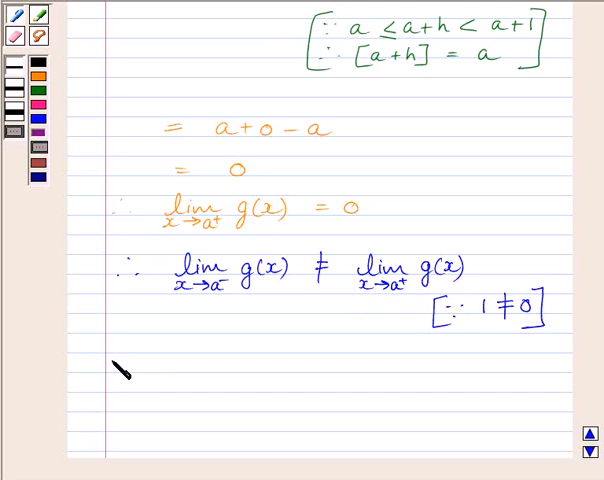 [∵ a ≤ a+h < a+1
∴ [a+h] = a]
= a + 0 − a
= 0
∴ lim x→a⁺ g(x) = 0
∴ lim x→a⁻ g(x) ≠ lim x→a⁺ g(x)
[∵ 1 ≠ 0]